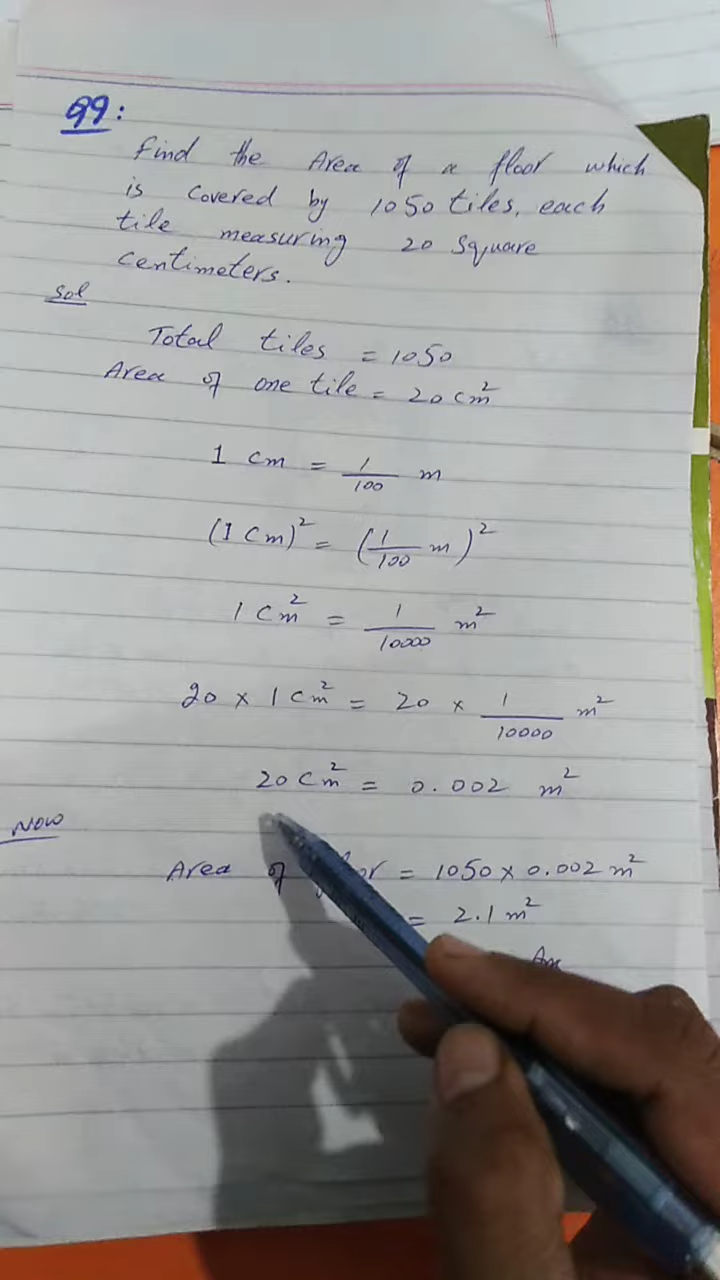 Q9:
Find the Area of a floor which
is covered by 1050 tiles, each
tile measuring 20 Square
centimeters.
Sol
Total tiles = 1050
Area of one tile = 20 cm²
1 cm = 1/100 m
(1 cm)² = (1/100 m)²
1 cm² = 1/10000 m²
20 × 1 cm² = 20 × 1/10000 m²
20 cm² = 0.002 m²
Now
Area of = 1050 × 0.002 m²
= 2.1 m²